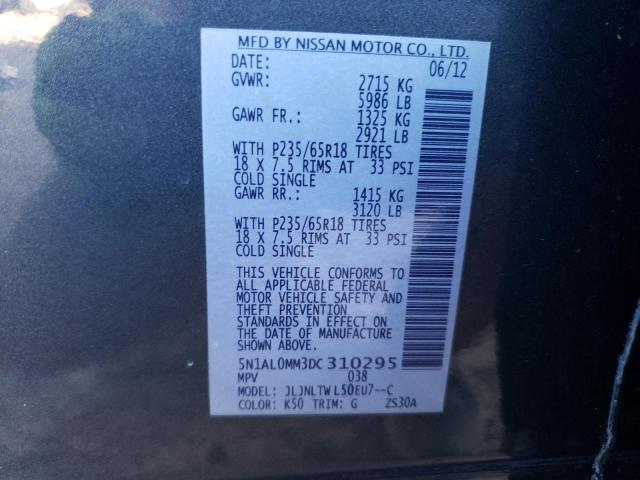 MFD BY NISSAN MOTOR CO., LTD.
DATE: 06/12
GVWR: 2715 KG
5986 LB
GAWR FR.: 1325 KG
2921 LB
WITH P235/65R18 TIRES
18 X 7.5 RIMS AT 33 PSI
COLD SINGLE
GAWR RR.: 1415 KG
3120 LB
WITH P235/65R18 TIRES
18 X 7.5 RIMS AT 33 PSI
COLD SINGLE
THIS VEHICLE CONFORMS TO
ALL APPLICABLE FEDERAL
MOTOR VEHICLE SAFETY AND
THEFT PREVENTION
STANDARDS IN EFFECT ON
THE DATE OF MANUFACTURE
SHOWN ABOVE.
5N1AL0MM3DC310295
MPV 038
MODEL: JLJNLTWL50EU7--C
COLOR: K50 TRIM: G ZS30A